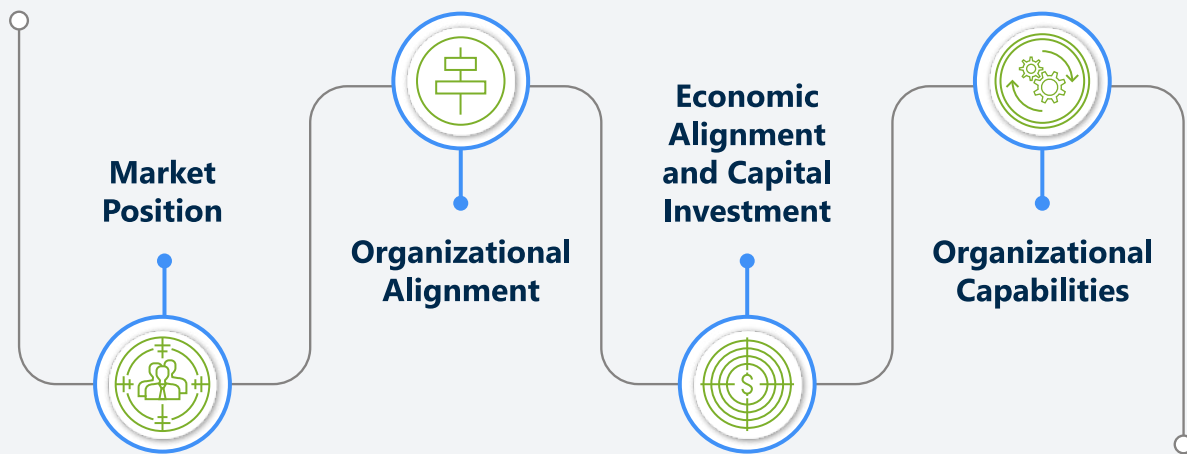 Market
Position
Organizational
Alignment
Economic
Alignment
and Capital
Investment
$
Organizational
Capabilities